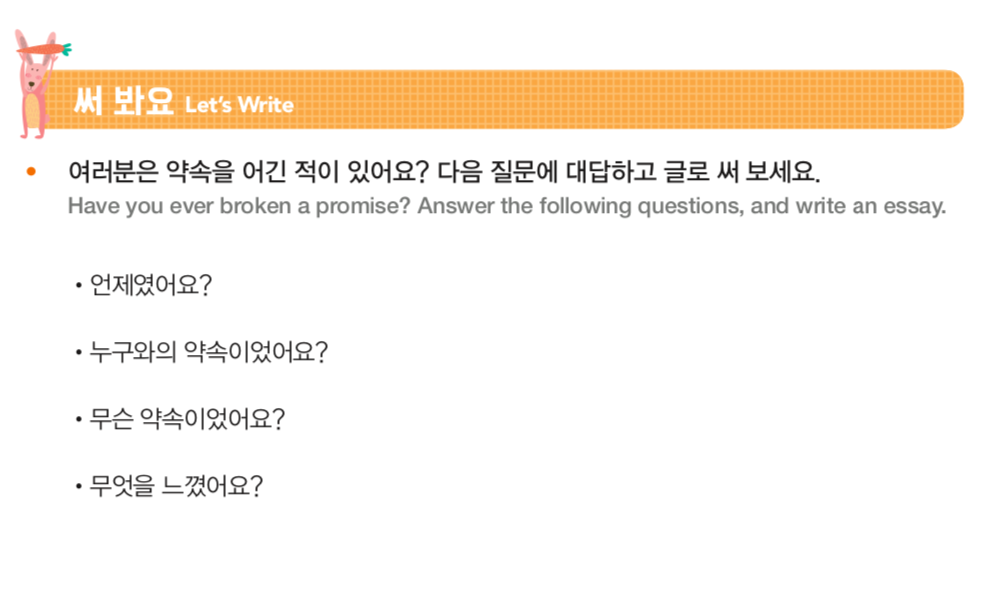 써 봐요 Let's Write
• 여러분은 약속을 어긴 적이 있어요? 다음 질문에 대답하고 글로 써 보세요.
Have you ever broken a promise? Answer the following questions, and write an essay.
• 언제였어요?
• 누구와의 약속이었어요?
• 무슨 약속이었어요?
• 무엇을 느꼈어요?